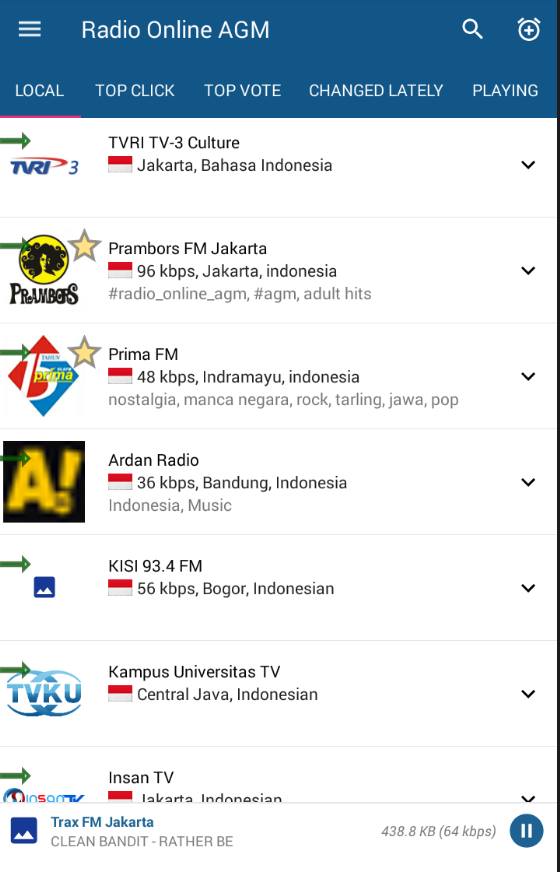 Radio Online AGM
LOCAL TOP CLICK TOP VOTE CHANGED LATELY PLAYING
TVRI 3
TVRI TV-3 Culture
Jakarta, Bahasa Indonesia
PRAMBORS
Prambors FM Jakarta
96 kbps, Jakarta, indonesia
#radio_online_agm, #agm, adult hits
TAHUN
15
prima
Prima FM
48 kbps, Indramayu, indonesia
nostalgia, manca negara, rock, tarling, jawa, pop
A!
Ardan Radio
36 kbps, Bandung, Indonesia
Indonesia, Music
KISI 93.4 FM
56 kbps, Bogor, Indonesian
TVKU
Kampus Universitas TV
Central Java, Indonesian
insan TV
Insan TV
Jakarta, Indonesian
Trax FM Jakarta
CLEAN BANDIT - RATHER BE
438.8 KB (64 kbps)